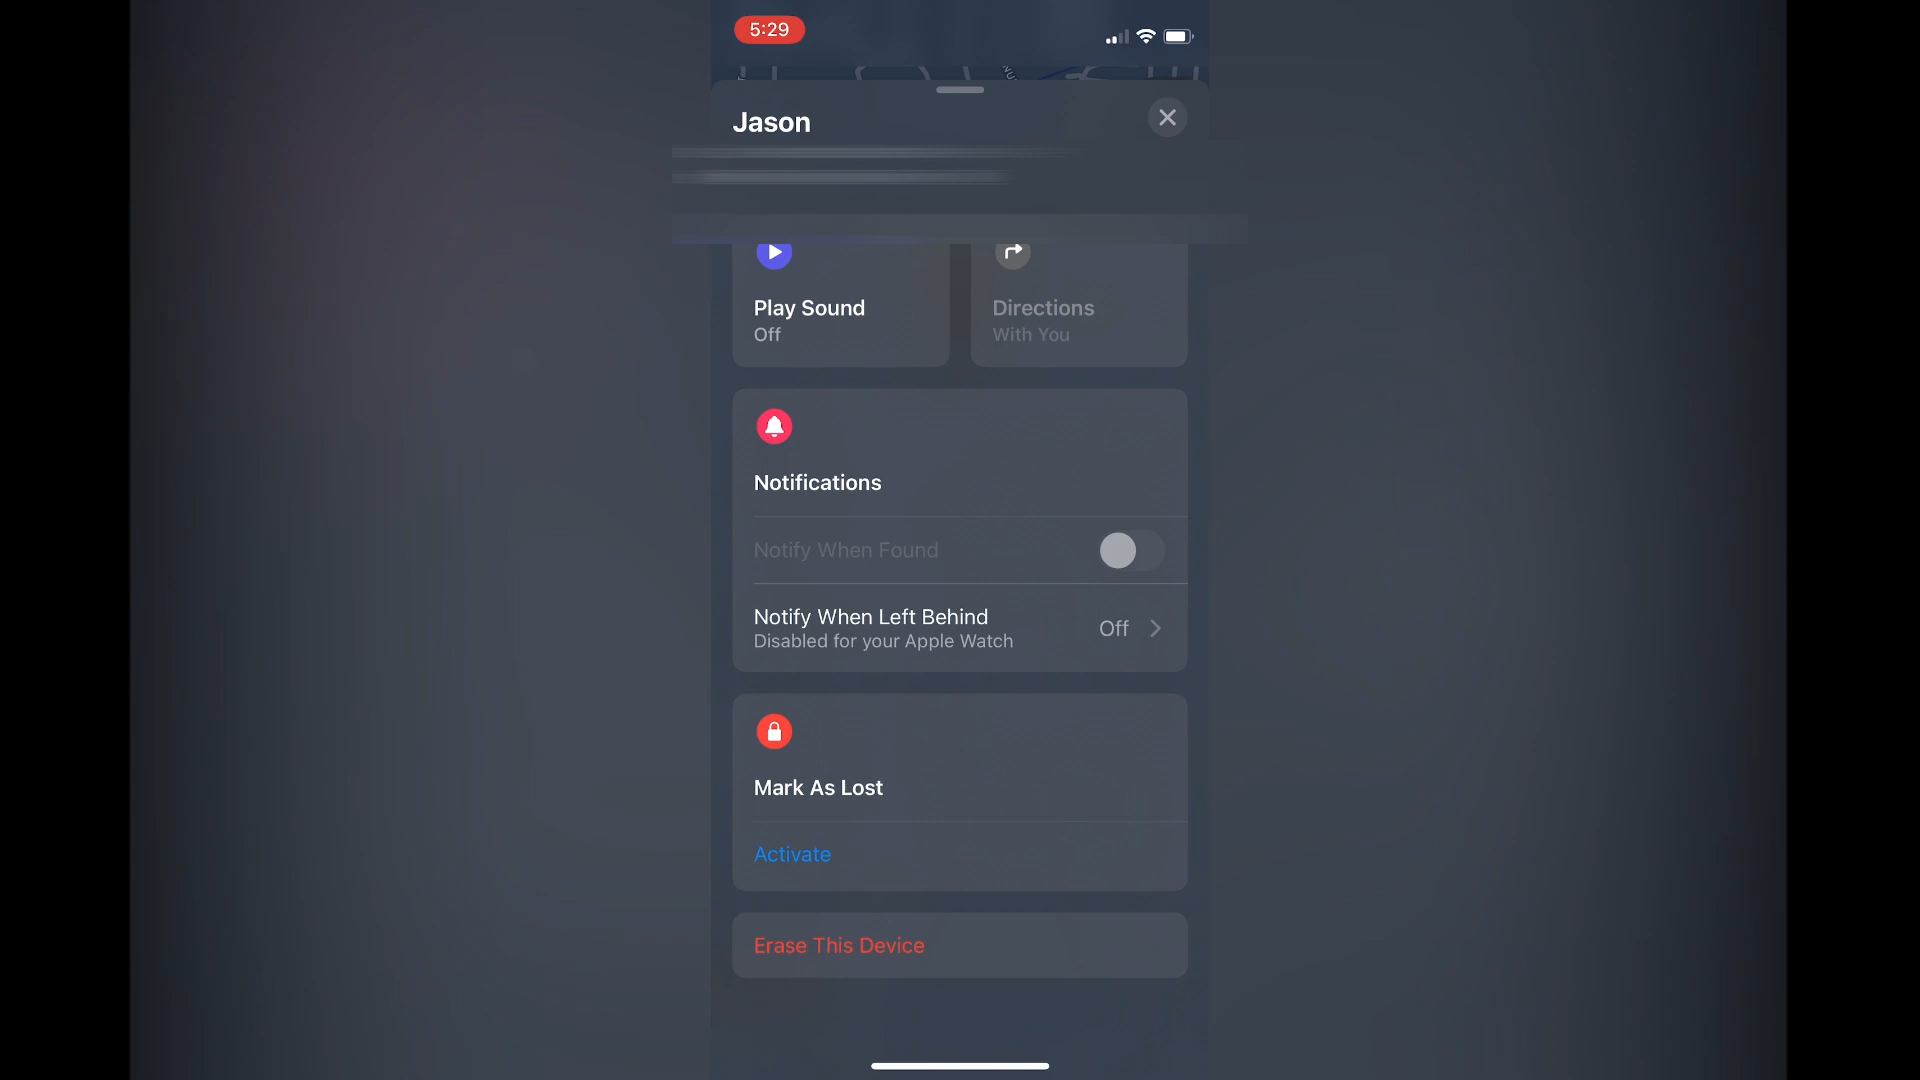 5:29
Jason
Play Sound
Off
Directions
With You
Notifications
Notify When Found
Notify When Left Behind
Disabled for your Apple Watch
Off
Mark As Lost
Activate
Erase This Device